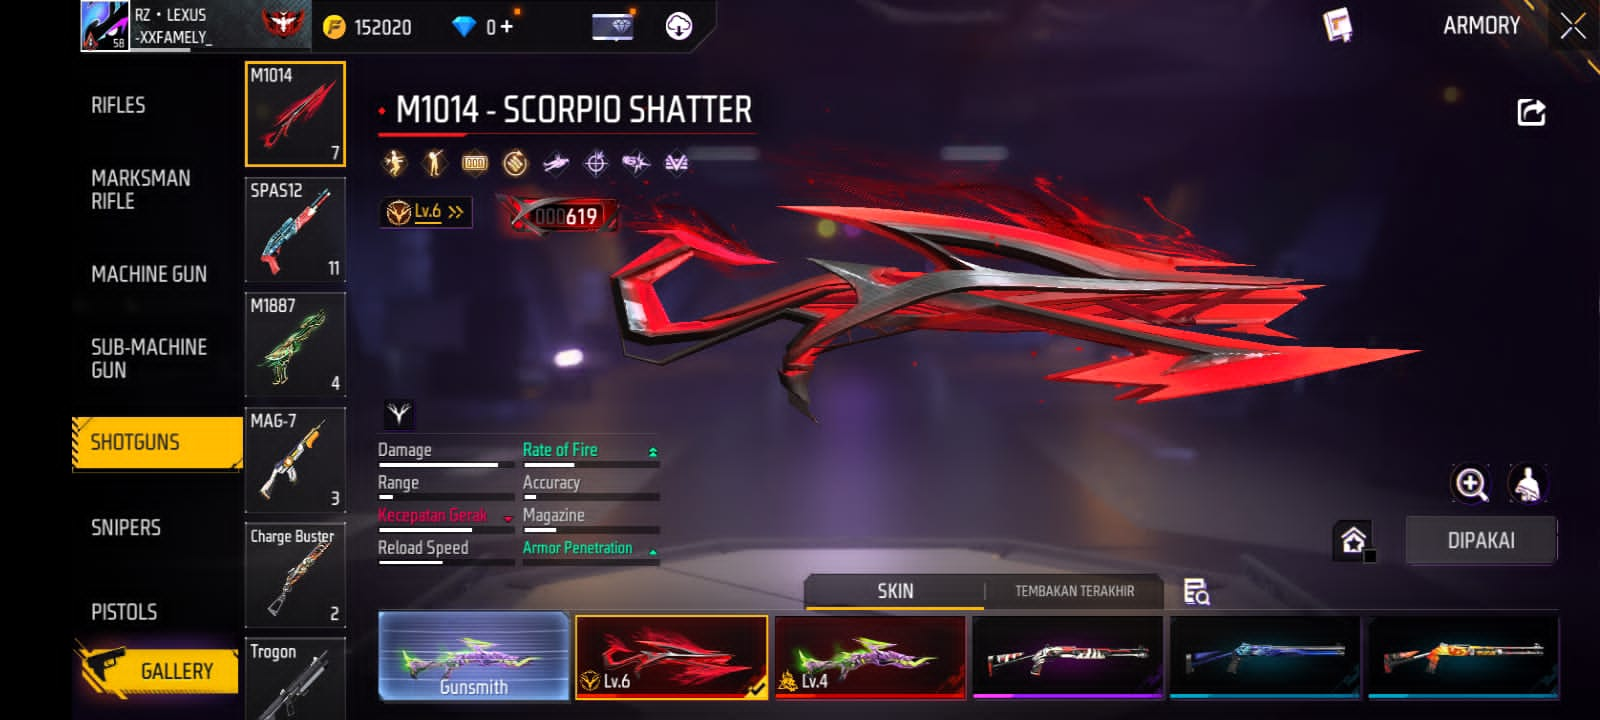 RZ • LEXUS
-XXFAMELY_
58
152020
0 +
ARMORY
RIFLES
MARKSMAN
RIFLE
MACHINE GUN
SUB-MACHINE
GUN
SHOTGUNS
SNIPERS
PISTOLS
GALLERY
M1014
7
SPAS12
11
M1887
4
MAG-7
3
Charge Buster
2
Trogon
M1014 - SCORPIO SHATTER
Lv.6 >>
000619
Damage
Rate of Fire
Range
Accuracy
Kecepatan Gerak
Magazine
Reload Speed
Armor Penetration
DIPAKAI
SKIN
TEMBAKAN TERAKHIR
Gunsmith
Lv.6
Lv.4